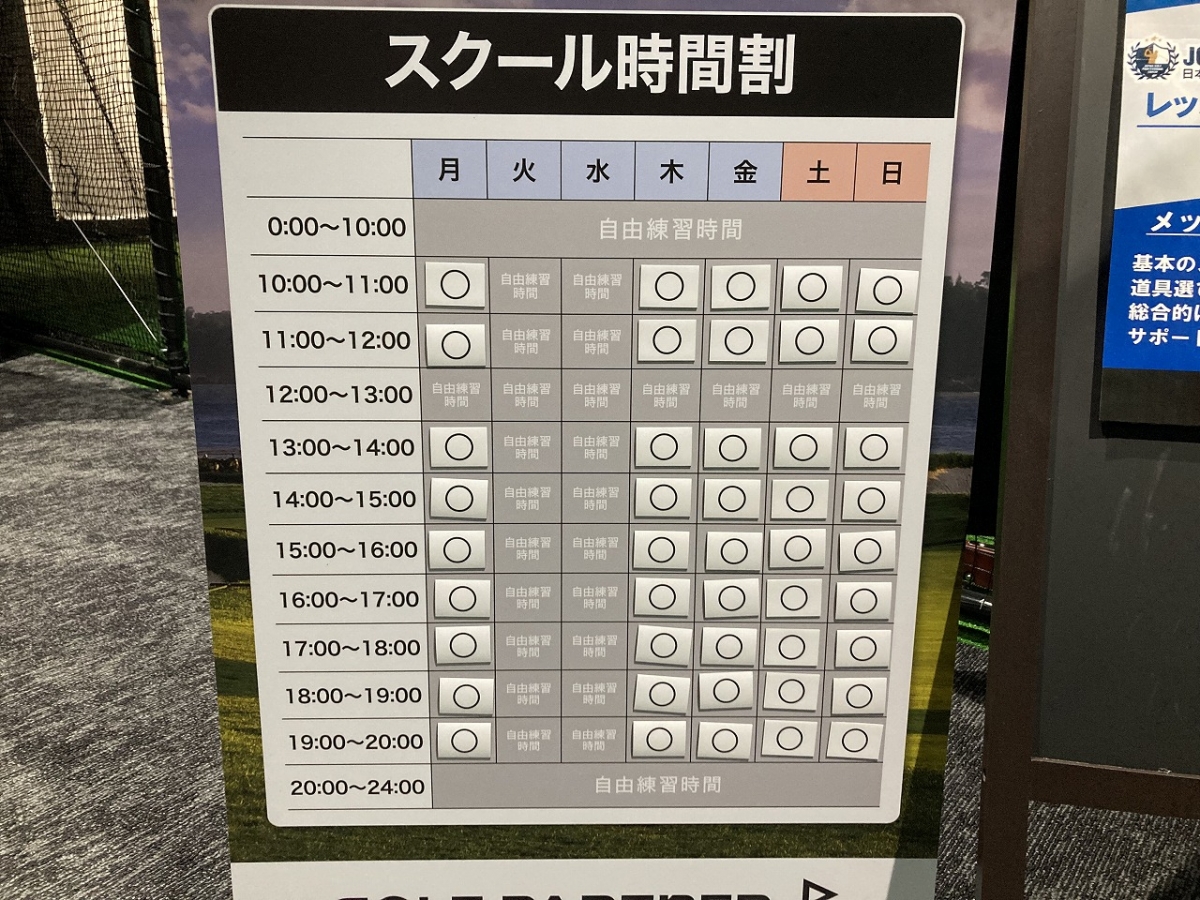 スクール時間割
月 火 水 木 金 土 日
0:00〜10:00 自由練習時間
10:00〜11:00 ○ 自由練習時間 自由練習時間 ○ ○ ○ ○
11:00〜12:00 ○ 自由練習時間 自由練習時間 ○ ○ ○ ○
12:00〜13:00 自由練習時間 自由練習時間 自由練習時間 自由練習時間 自由練習時間 自由練習時間 自由練習時間
13:00〜14:00 ○ 自由練習時間 自由練習時間 ○ ○ ○ ○
14:00〜15:00 ○ 自由練習時間 自由練習時間 ○ ○ ○ ○
15:00〜16:00 ○ 自由練習時間 自由練習時間 ○ ○ ○ ○
16:00〜17:00 ○ 自由練習時間 自由練習時間 ○ ○ ○ ○
17:00〜18:00 ○ 自由練習時間 自由練習時間 ○ ○ ○ ○
18:00〜19:00 ○ 自由練習時間 自由練習時間 ○ ○ ○ ○
19:00〜20:00 ○ 自由練習時間 自由練習時間 ○ ○ ○ ○
20:00〜24:00 自由練習時間
GOLF PARTNER
レッ
メッ
基本の
道具選
総合的に
サポート